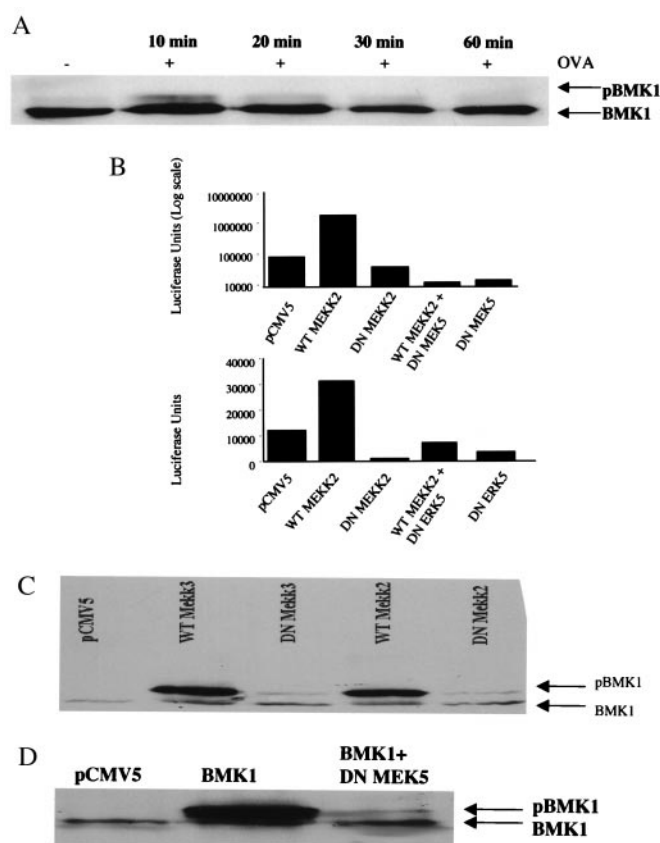 A
10 min 20 min 30 min 60 min
- + + + + OVA
pBMK1
BMK1
B
Luciferase Units (Log scale)
10000000
1000000
100000
10000
pCMV5
WT MEKK2
DN MEKK2
WT MEKK2 +
DN MEK5
DN MEK5
Luciferase Units
40000
30000
20000
10000
0
pCMV5
WT MEKK2
DN MEKK2
WT MEKK2 +
DN ERK5
DN ERK5
C
pCMV5
WT Mekk3
DN Mekk3
WT Mekk2
DN Mekk2
pBMK1
BMK1
D
pCMV5 BMK1 BMK1+
DN MEK5
pBMK1
BMK1